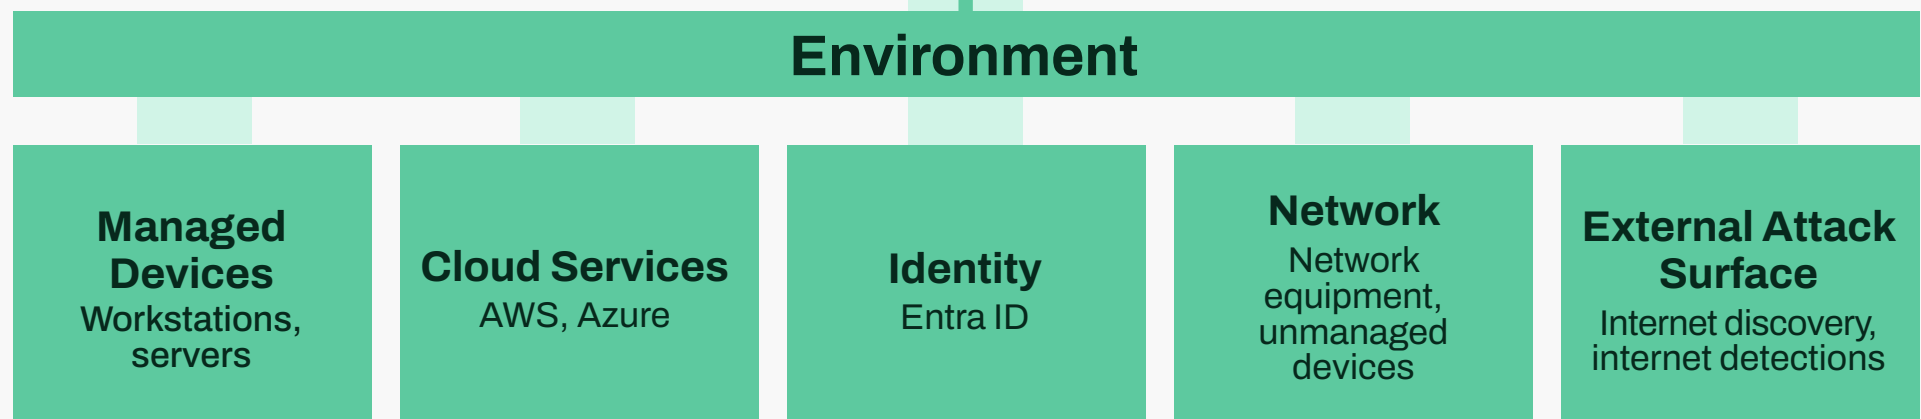 Environment
Managed
Devices
Workstations,
servers
Cloud Services
AWS, Azure
Identity
Entra ID
Network
Network
equipment,
unmanaged
devices
External Attack
Surface
Internet discovery,
internet detections